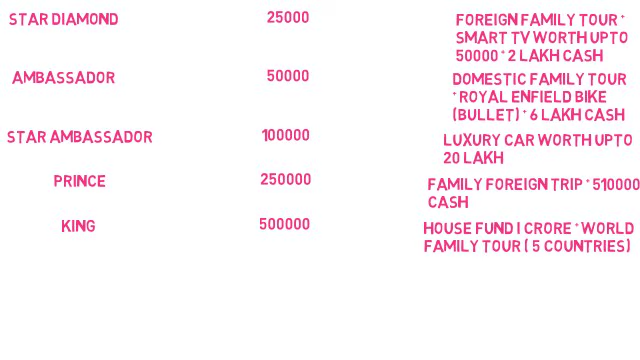 STAR DIAMOND 25000 FOREIGN FAMILY TOUR +
SMART TV WORTH UPTO
50000 + 2 LAKH CASH
AMBASSADOR 50000 DOMESTIC FAMILY TOUR
+ ROYAL ENFIELD BIKE
(BULLET) + 6 LAKH CASH
STAR AMBASSADOR 100000 LUXURY CAR WORTH UPTO
20 LAKH
PRINCE 250000 FAMILY FOREIGN TRIP + 510000
CASH
KING 500000 HOUSE FUND 1 CRORE + WORLD
FAMILY TOUR ( 5 COUNTRIES)